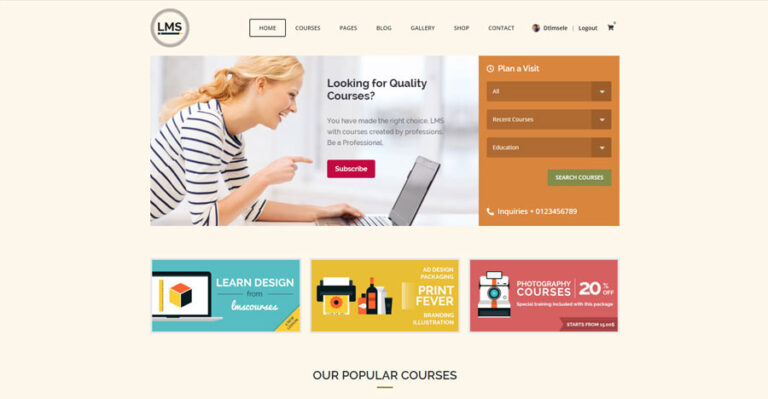 LMS
HOME
COURSES
PAGES
BLOG
GALLERY
SHOP
CONTACT
Dtlmsele | Logout
Looking for Quality
Courses?
You have made the right choice. LMS
with courses created by professions.
Be a Professional.
Subscribe
Plan a Visit
All
Recent Courses
Education
SEARCH COURSES
Inquiries + 0123456789
LEARN DESIGN
from
lmscourses
AD DESIGN
PACKAGING
PRINT
FEVER
BRANDING
ILLUSTRATION
PHOTOGRAPHY
COURSES
20 % OFF
Special training included with this package
STARTS FROM 15.00$
OUR POPULAR COURSES